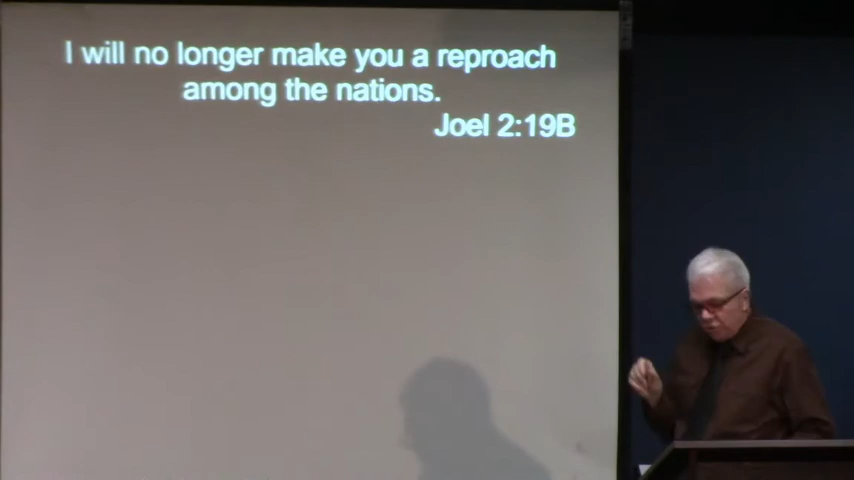 I will no longer make you a reproach
among the nations.
Joel 2:19B